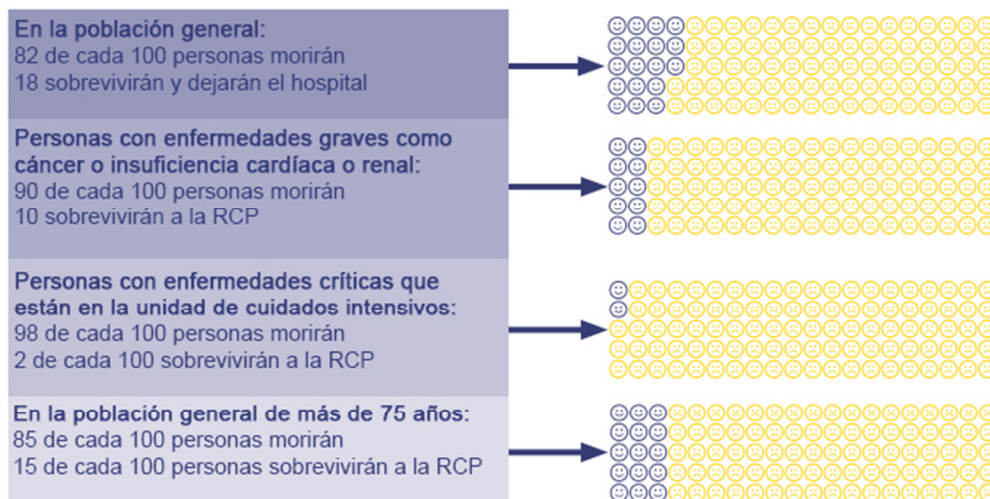 En la población general:
82 de cada 100 personas morirán
18 sobrevivirán y dejarán el hospital
Personas con enfermedades graves como
cáncer o insuficiencia cardíaca o renal:
90 de cada 100 personas morirán
10 sobrevivirán a la RCP
Personas con enfermedades críticas que
están en la unidad de cuidados intensivos:
98 de cada 100 personas morirán
2 de cada 100 sobrevivirán a la RCP
En la población general de más de 75 años:
85 de cada 100 personas morirán
15 de cada 100 personas sobrevivirán a la RCP